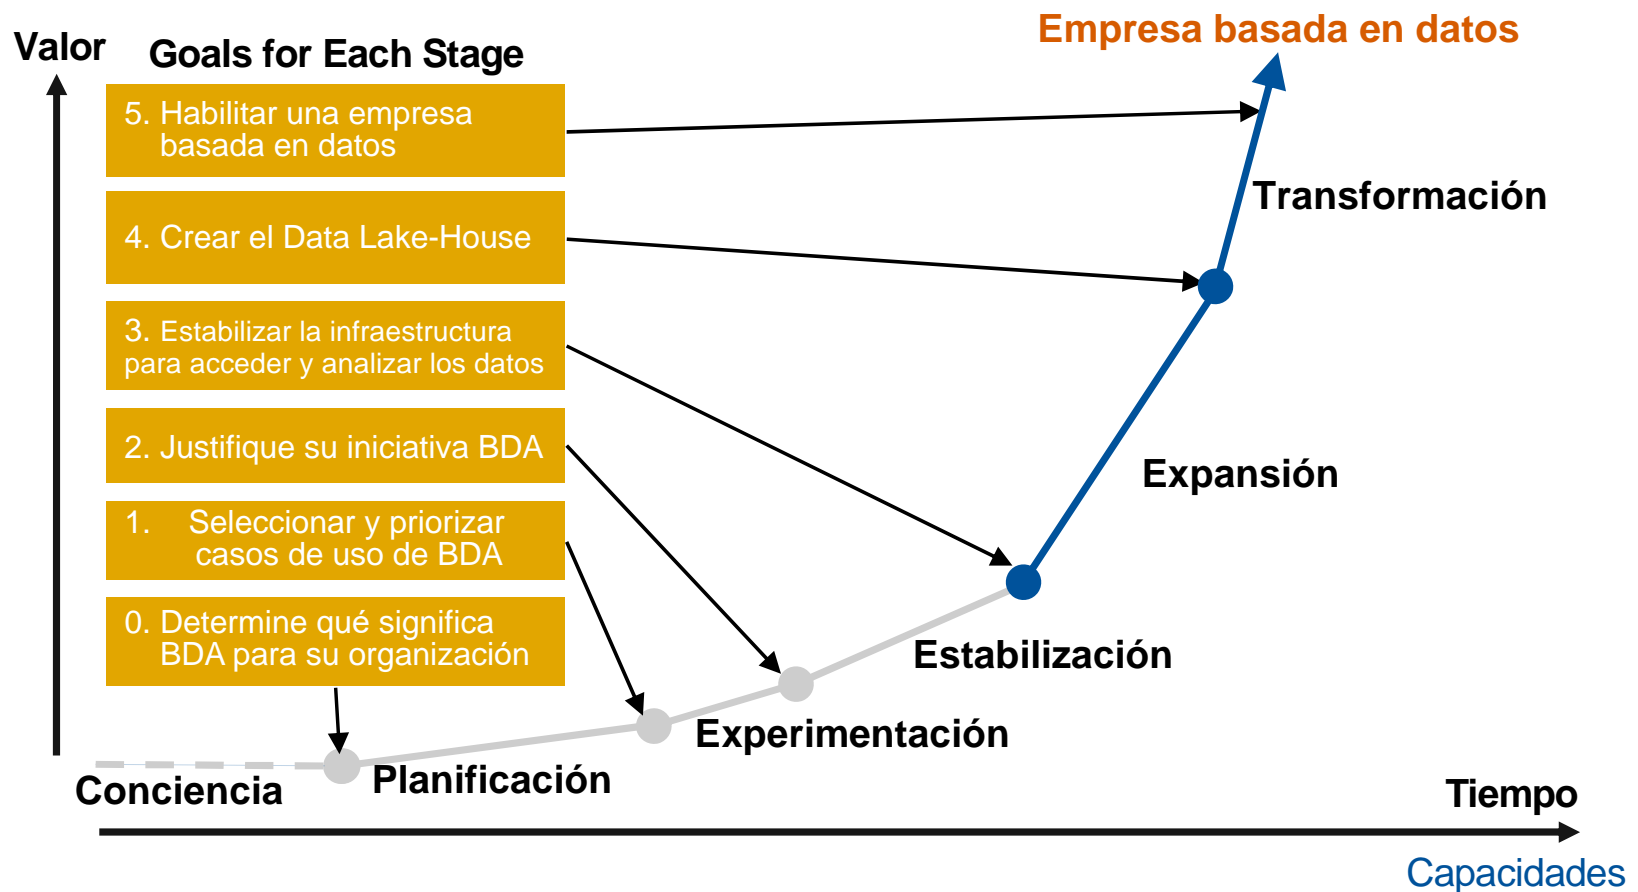 Empresa basada en datos
Valor
Goals for Each Stage
5. Habilitar una empresa
basada en datos
Transformación
4. Crear el Data Lake-House
3. Estabilizar la infraestructura
para acceder y analizar los datos
2. Justifique su iniciativa BDA
Expansión
1. Seleccionar y priorizar
casos de uso de BDA
0. Determine qué significa
BDA para su organización
Estabilización
Experimentación
Planificación
Conciencia
Tiempo
Capacidades